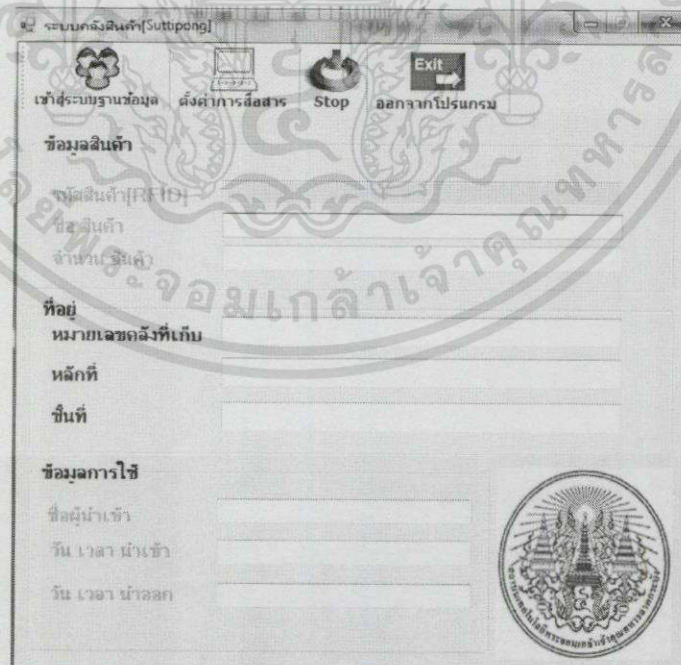 ระบบคลังสินค้า[Suttipong]
เข้าสู่ระบบฐานข้อมูล ตั้งค่าการสื่อสาร Stop Exit ออกจากโปรแกรม
ข้อมูลสินค้า
รหัสสินค้า[RFID]
ชื่อสินค้า
จำนวน สินค้า
ที่อยู่
หมายเลขคลังที่เก็บ
หลักที่
ชั้นที่
ข้อมูลการใช้
ชื่อผู้นำเข้า
วัน เวลา นำเข้า
วัน เวลา นำออก
พระจอมเกล้าเจ้าคุณทหาร